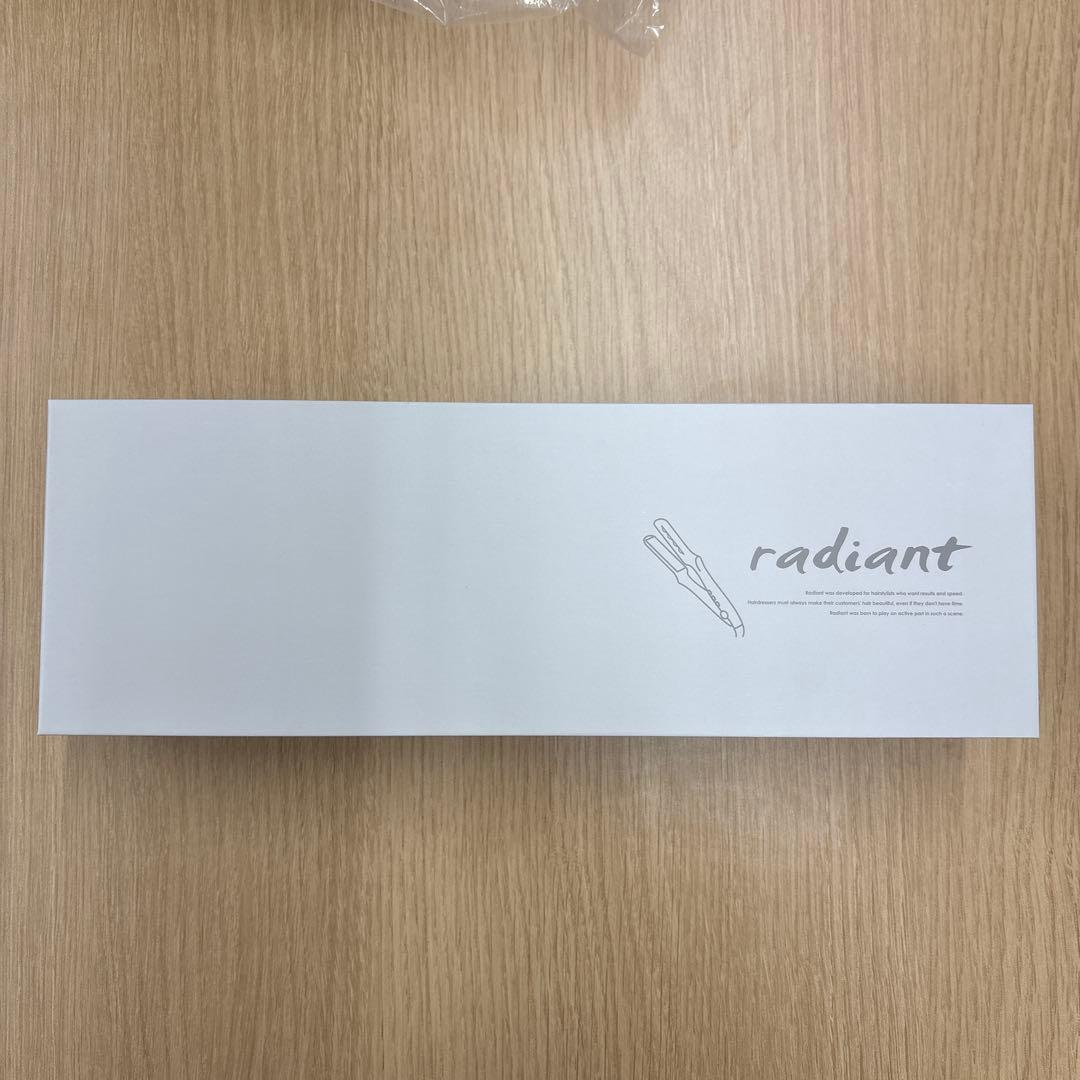 radiant
Radiant was developed for hairstylists who want results and speed.
Hairdressers must always make their customers' hair beautiful, even if they don't have time.
Radiant was born to play an active part in such a scene.